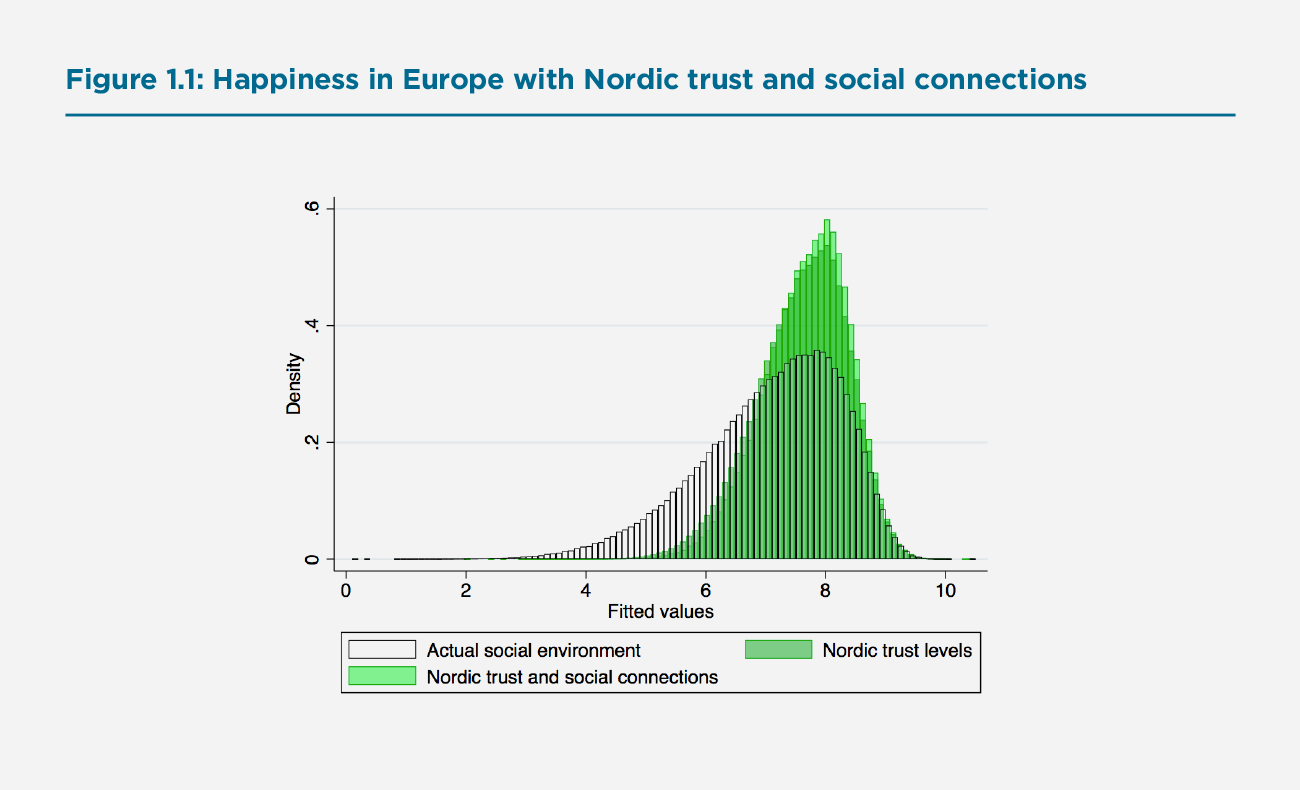 Figure 1.1: Happiness in Europe with Nordic trust and social connections
.6
.4
.2
0
Density
0 2 4 6 8 10
Fitted values
Actual social environment Nordic trust levels
Nordic trust and social connections